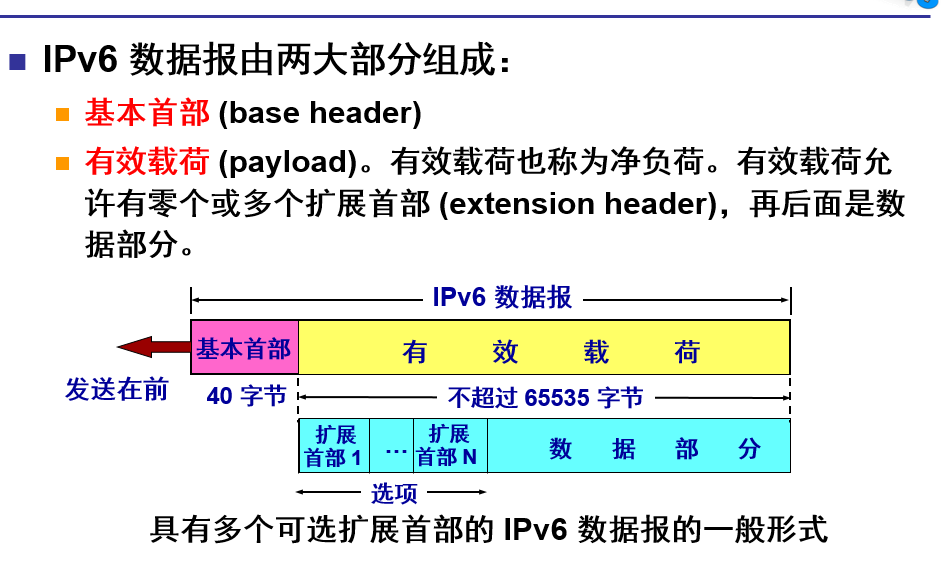 IPv6 数据报由两大部分组成：
基本首部 (base header)
有效载荷 (payload)。有效载荷也称为净负荷。有效载荷允
许有零个或多个扩展首部 (extension header)，再后面是数
据部分。
IPv6 数据报
基本首部
有 效 载 荷
发送在前
40 字节
不超过 65535 字节
扩展
首部 1
…
扩展
首部 N
数 据 部 分
选项
具有多个可选扩展首部的 IPv6 数据报的一般形式